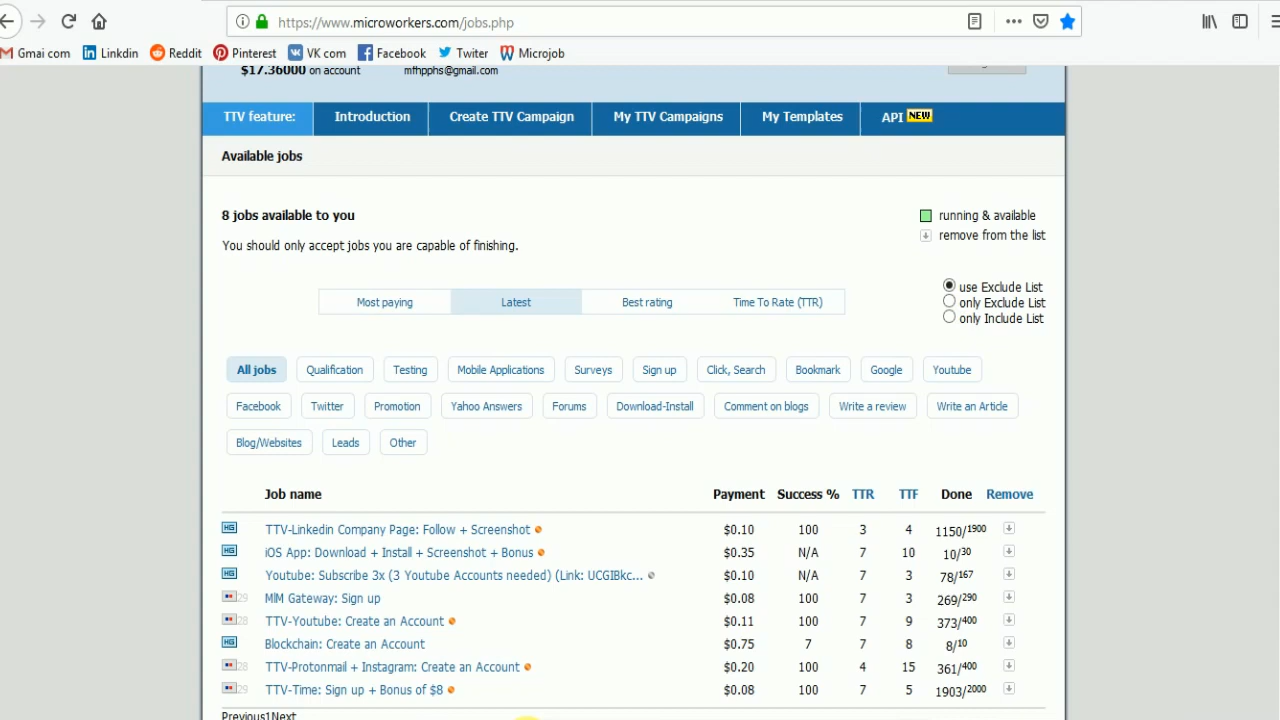 https://www.microworkers.com/jobs.php
Gmai com Linkdin Reddit Pinterest VK com Facebook Twiter Microjob
$17.36000 on account mfhpphs@gmail.com
TTV feature: Introduction Create TTV Campaign My TTV Campaigns My Templates API NEW
Available jobs
8 jobs available to you
running & available
You should only accept jobs you are capable of finishing.
remove from the list
use Exclude List
Most paying Latest Best rating Time To Rate (TTR)
only Exclude List
only Include List
All jobs Qualification Testing Mobile Applications Surveys Sign up Click, Search Bookmark Google Youtube
Facebook Twitter Promotion Yahoo Answers Forums Download-Install Comment on blogs Write a review Write an Article
Blog/Websites Leads Other
Job name Payment Success % TTR TTF Done Remove
HG TTV-Linkedin Company Page: Follow + Screenshot $0.10 100 3 4 1150/1900
HG iOS App: Download + Install + Screenshot + Bonus $0.35 N/A 7 10 10/30
HG Youtube: Subscribe 3x (3 Youtube Accounts needed) (Link: UCGIBkc... $0.10 N/A 7 3 78/167
29 MIM Gateway: Sign up $0.08 100 7 3 269/290
28 TTV-Youtube: Create an Account $0.11 100 7 9 373/400
HG Blockchain: Create an Account $0.75 7 7 8 8/10
28 TTV-Protonmail + Instagram: Create an Account $0.20 100 4 15 361/400
29 TTV-Time: Sign up + Bonus of $8 $0.08 100 7 5 1903/2000
Previous1Next